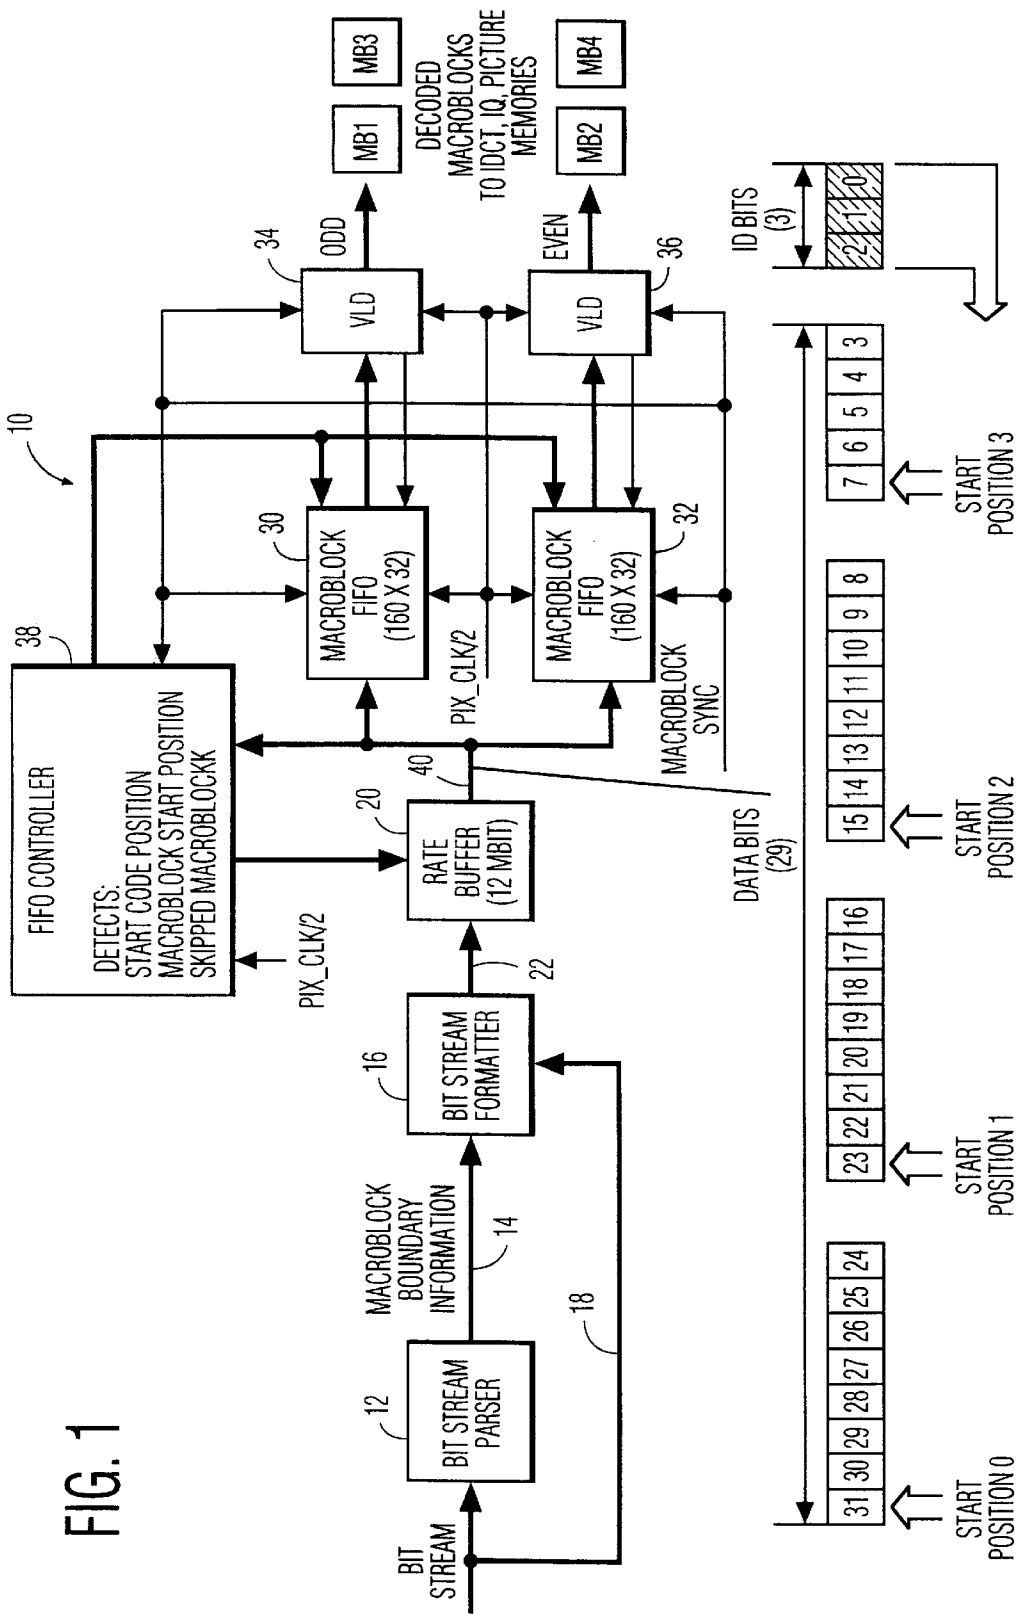 FIG. 1
10
FIFO CONTROLLER
DETECTS:
START CODE POSITION
MACROBLOCK START POSITION
SKIPPED MACROBLOCKK
38
PIX_CLK/2
BIT
STREAM
BIT STREAM
PARSER
12
MACROBLOCK
BOUNDARY
INFORMATION
14
BIT STREAM
FORMATTER
16
18
22
RATE
BUFFER
(12 MBIT)
20
40
MACROBLOCK
FIFO
(160 X 32)
30
PIX_CLK/2
MACROBLOCK
FIFO
(160 X 32)
32
MACROBLOCK
SYNC
VLD
34
ODD
VLD
36
EVEN
MB1
MB3
DECODED
MACROBLOCKS
TO IDCT, IQ, PICTURE
MEMORIES
MB2
MB4
DATA BITS
(29)
ID BITS
(3)
31 30 29 28 27 26 25 24
23 22 21 20 19 18 17 16
15 14 13 12 11 10 9 8
7 6 5 4 3
2 1 0
START
POSITION 0
START
POSITION 1
START
POSITION 2
START
POSITION 3